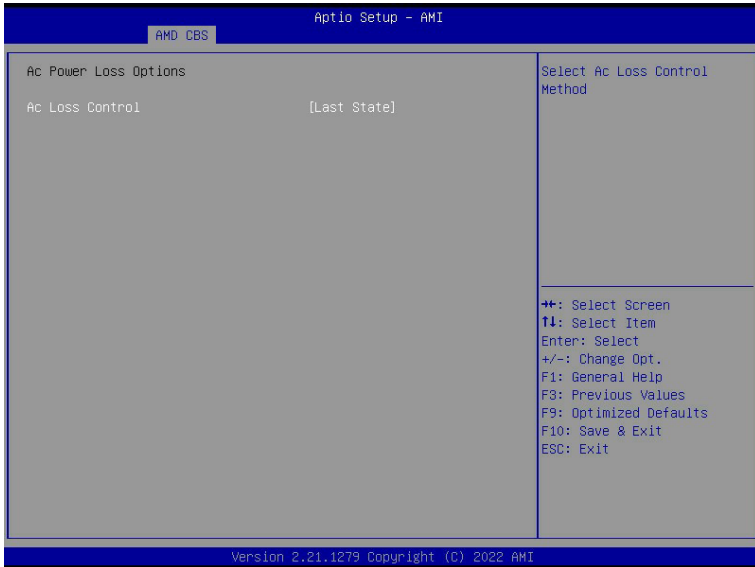 Aptio Setup – AMI
AMD CBS
Ac Power Loss Options
Ac Loss Control [Last State]
Select Ac Loss Control
Method
→←: Select Screen
↑↓: Select Item
Enter: Select
+/-: Change Opt.
F1: General Help
F3: Previous Values
F9: Optimized Defaults
F10: Save & Exit
ESC: Exit
Version 2.21.1279 Copyright (C) 2022 AMI